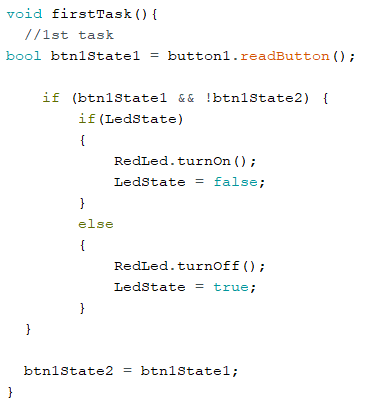 void firstTask(){
//1st task
bool btn1State1 = button1.readButton();
if (btn1State1 && !btn1State2) {
if(LedState)
{
RedLed.turnOn();
LedState = false;
}
else
{
RedLed.turnOff();
LedState = true;
}
}
btn1State2 = btn1State1;
}